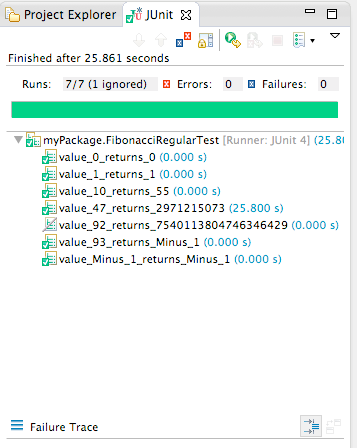 Project Explorer JUnit
Finished after 25.861 seconds
Runs: 7/7 (1 ignored) Errors: 0 Failures: 0
myPackage.FibonacciRegularTest [Runner: JUnit 4] (25.80
value_0_returns_0 (0.000 s)
value_1_returns_1 (0.000 s)
value_10_returns_55 (0.000 s)
value_47_returns_2971215073 (25.800 s)
value_92_returns_7540113804746346429 (0.000 s)
value_93_returns_Minus_1 (0.000 s)
value_Minus_1_returns_Minus_1 (0.000 s)
Failure Trace